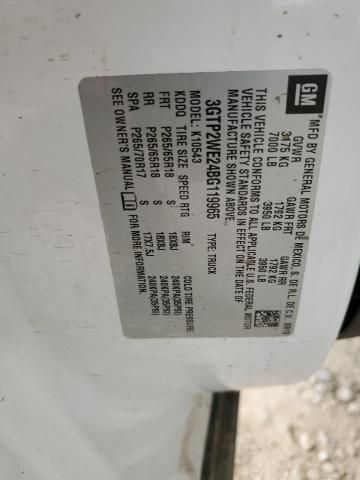 GM
MFD BY GENERAL MOTORS DE MEXICO, S. DE R.L. DE C.V.
GVWR GAWR FRT GAWR RR
3175 KG 1792 KG 1792 KG
7000 LB 3950 LB 3950 LB
THIS VEHICLE CONFORMS TO ALL APPLICABLE U.S. FEDERAL MOTOR
VEHICLE SAFETY STANDARDS IN EFFECT ON THE DATE OF
MANUFACTURE SHOWN ABOVE.
3GTP2WE24BG119965 TYPE: TRUCK
K10543
KODQ TIRE SIZE SPEED RTG RIM COLD TIRE PRESSURE
FRT P265/65R18 S 18X8J 240KPA(35PSI)
RR P265/65R18 S 18X8J 240KPA(35PSI)
SPA P265/70R17 S 17X7.5J 240KPA(35PSI)
SEE OWNER'S MANUAL FOR MORE INFORMATION.